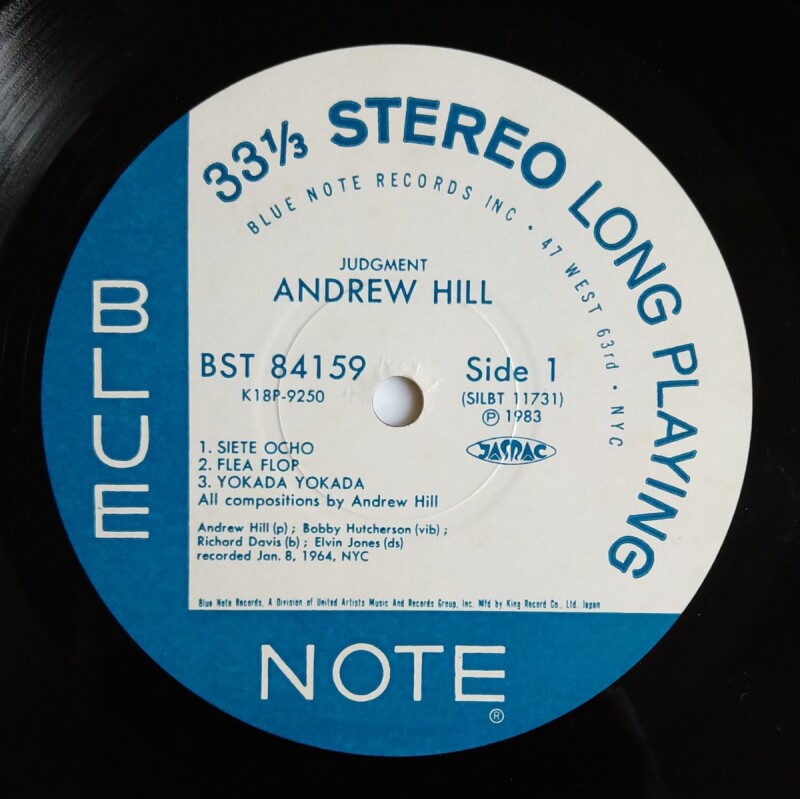 33⅓ STEREO LONG PLAYING
BLUE NOTE RECORDS INC • 47 WEST 63rd • NYC
JUDGMENT
ANDREW HILL
BST 84159
K18P-9250
Side 1
(SILBT 11731)
Ⓟ 1983
JASRAC
1. SIETE OCHO
2. FLEA FLOP
3. YOKADA YOKADA
All compositions by Andrew Hill
Andrew Hill (p) ; Bobby Hutcherson (vib) ;
Richard Davis (b) ; Elvin Jones (ds)
recorded Jan. 8, 1964, NYC
Blue Note Records, A Division of United Artists Music And Records Group, Inc. Mfd by King Record Co., Ltd. Japan
BLUE
NOTE
®